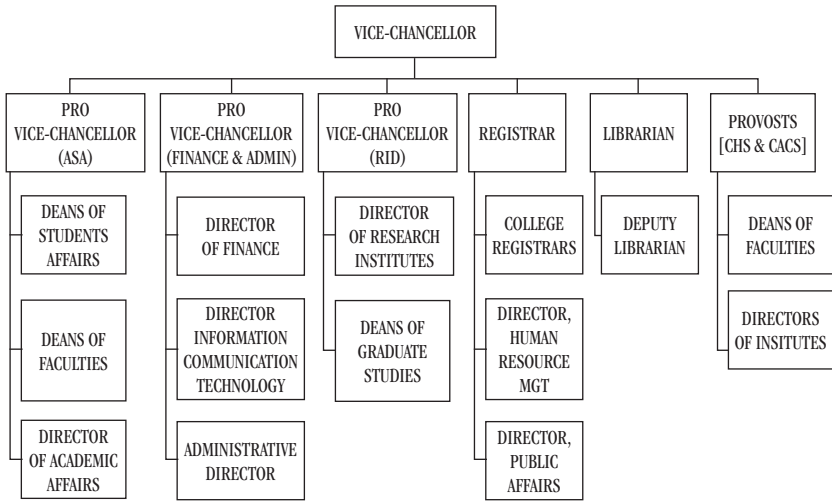 VICE-CHANCELLOR
PRO
VICE-CHANCELLOR
(ASA)
PRO
VICE-CHANCELLOR
(FINANCE & ADMIN)
PRO
VICE-CHANCELLOR
(RID)
REGISTRAR
LIBRARIAN
PROVOSTS
[CHS & CACS]
DEANS OF
STUDENTS
AFFAIRS
DIRECTOR
OF FINANCE
DIRECTOR
OF RESEARCH
INSTITUTES
COLLEGE
REGISTRARS
DEPUTY
LIBRARIAN
DEANS OF
FACULTIES
DEANS OF
FACULTIES
DIRECTOR
INFORMATION
COMMUNICATION
TECHNOLOGY
DEANS OF
GRADUATE
STUDIES
DIRECTOR,
HUMAN
RESOURCE
MGT
DIRECTORS
OF INSITUTES
DIRECTOR
OF ACADEMIC
AFFAIRS
ADMINISTRATIVE
DIRECTOR
DIRECTOR,
PUBLIC
AFFAIRS